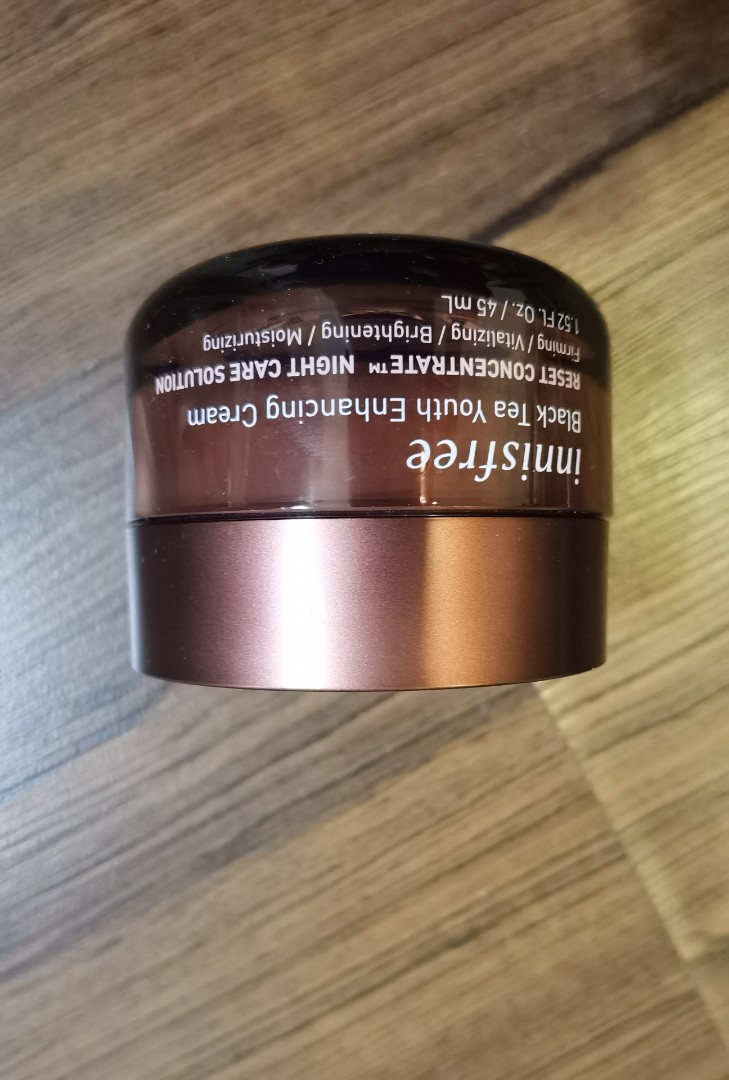 innisfree
Black Tea Youth Enhancing Cream
RESET CONCENTRATE™ NIGHT CARE SOLUTION
Firming / Vitalizing / Brightening / Moisturizing
1.52 Fl. Oz. / 45 mL